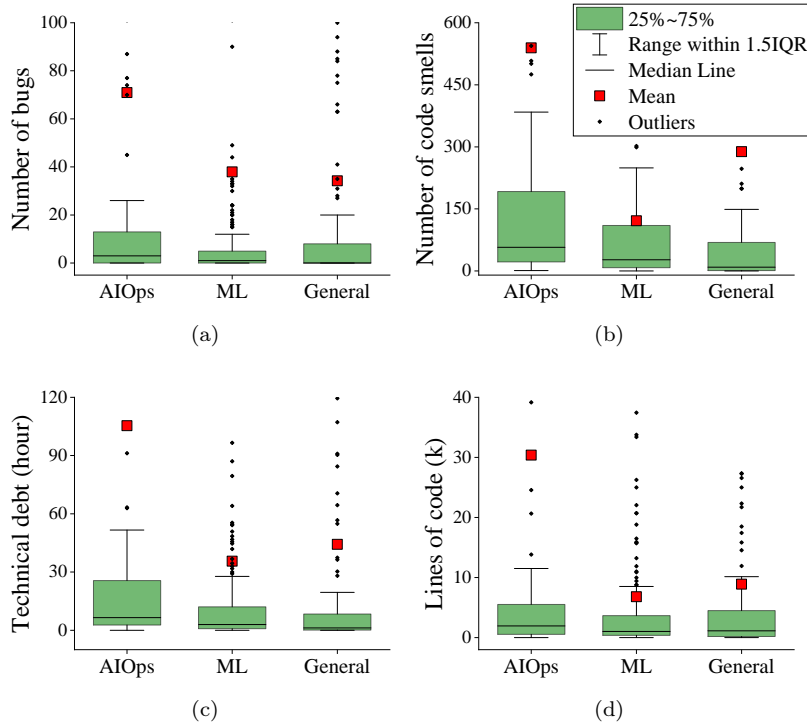 Number of bugs
100
80
60
40
20
0
AIOps
ML
General
(a)
Number of code smells
600
450
300
150
0
AIOps
ML
General
25%~75%
Range within 1.5IQR
Median Line
Mean
Outliers
(b)
Technical debt (hour)
120
90
60
30
0
AIOps
ML
General
(c)
Lines of code (k)
40
30
20
10
0
AIOps
ML
General
(d)